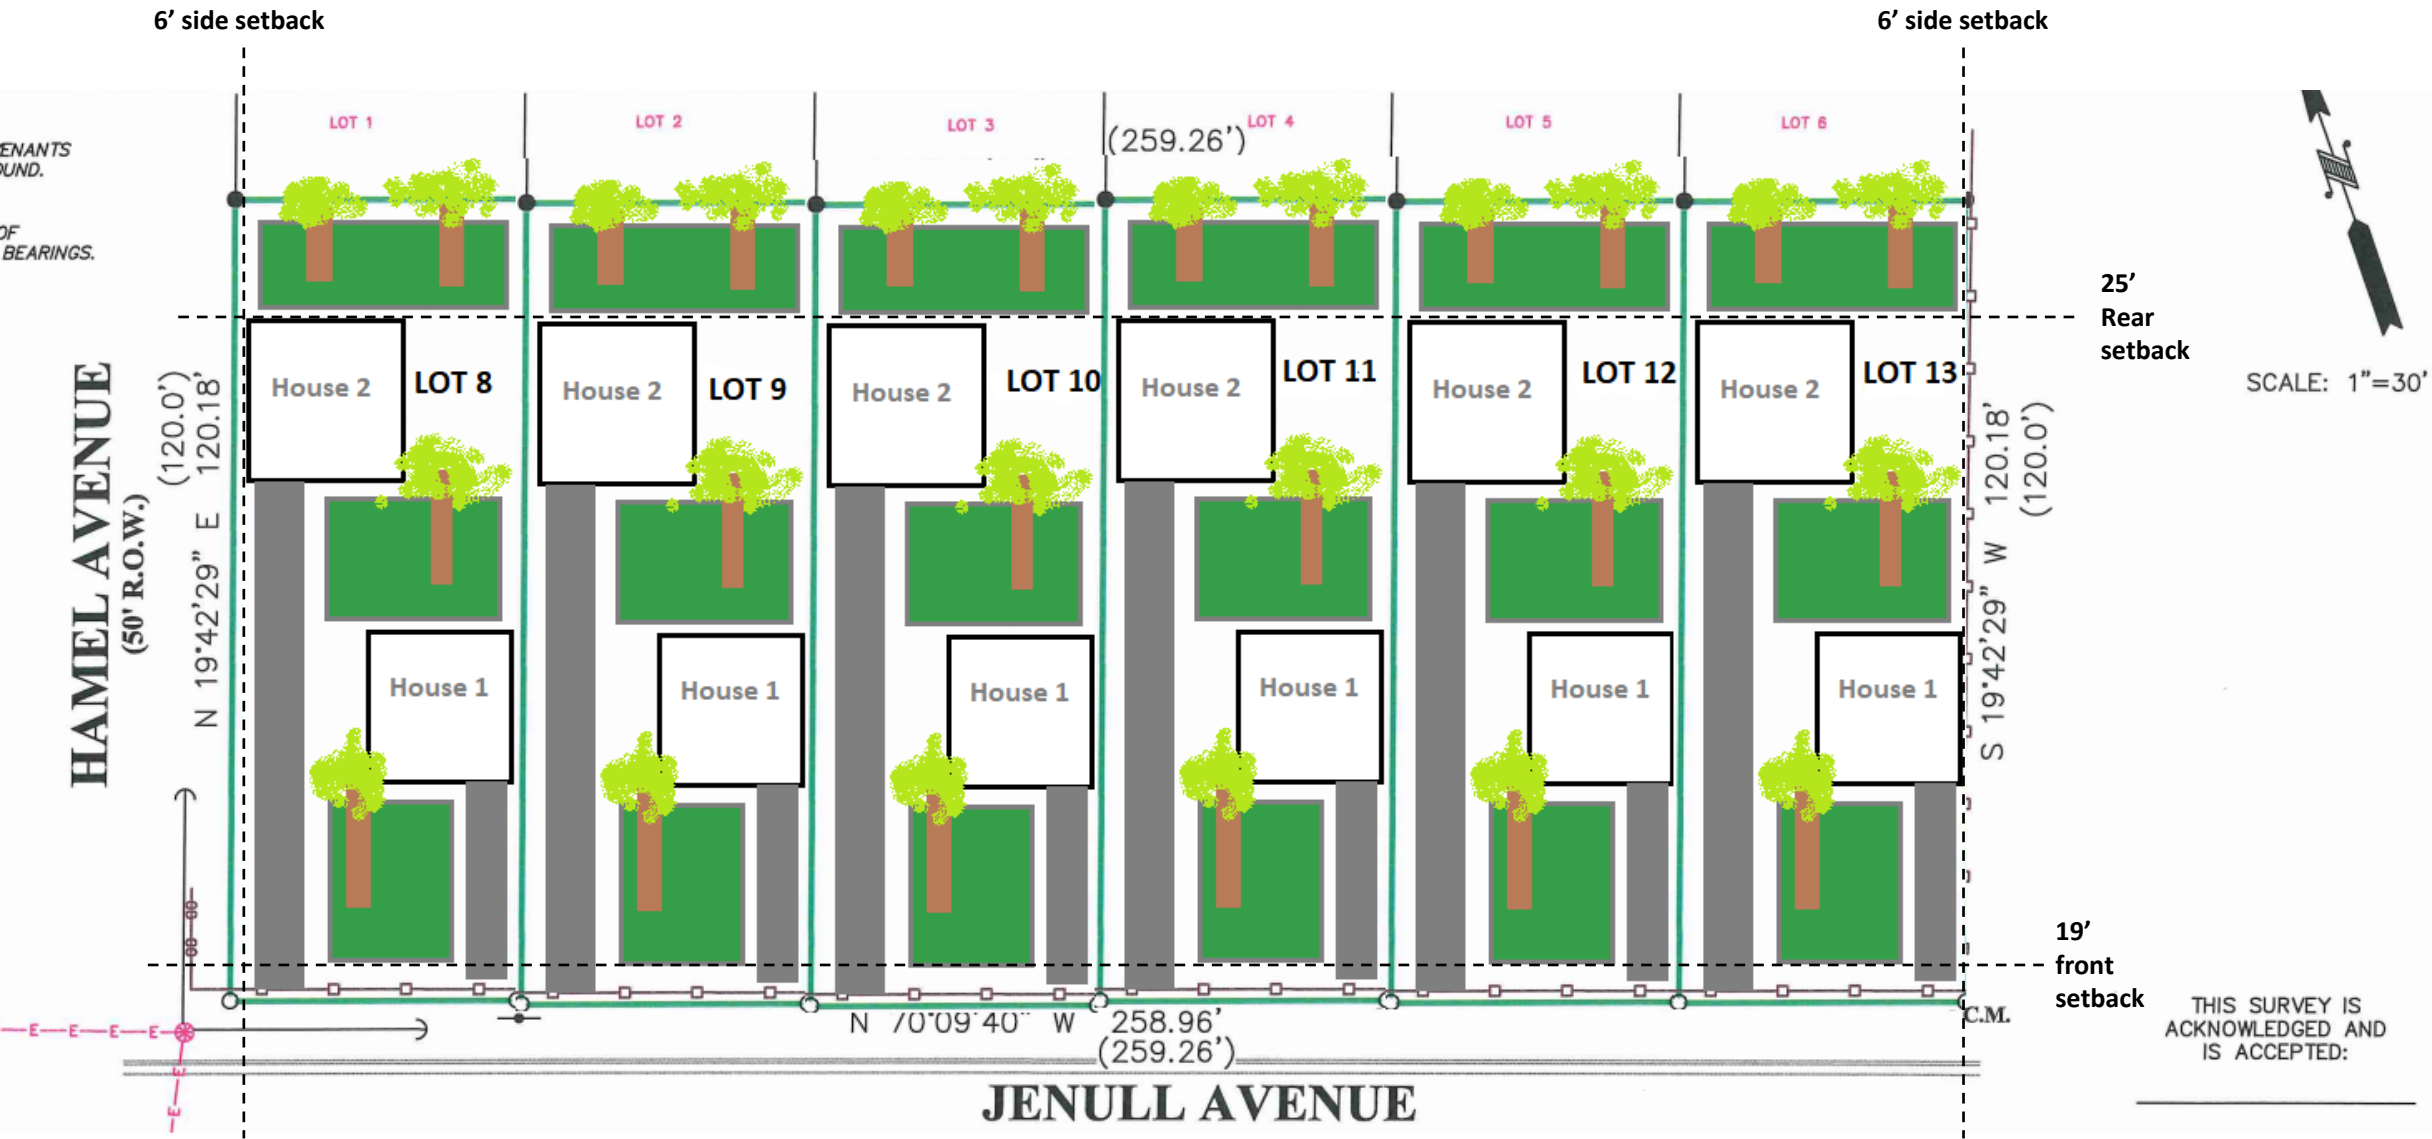 6’ side setback
6’ side setback
LOT 1
LOT 2
LOT 3
LOT 4
LOT 5
LOT 6
(259.26')
ENANTS
OUND.
OF
BEARINGS.
25’
Rear
setback
SCALE: 1"=30'
House 2
LOT 8
House 2
LOT 9
House 2
LOT 10
House 2
LOT 11
House 2
LOT 12
House 2
LOT 13
HAMEL AVENUE
(50' R.O.W.)
(120.0')
N 19°42'29" E 120.18'
S 19°42'29" W 120.18'
(120.0')
House 1
House 1
House 1
House 1
House 1
House 1
19’
front
setback
E E E E
E
E
N 70°09'40" W 258.96'
(259.26')
C.M.
THIS SURVEY IS
ACKNOWLEDGED AND
IS ACCEPTED:
JENULL AVENUE